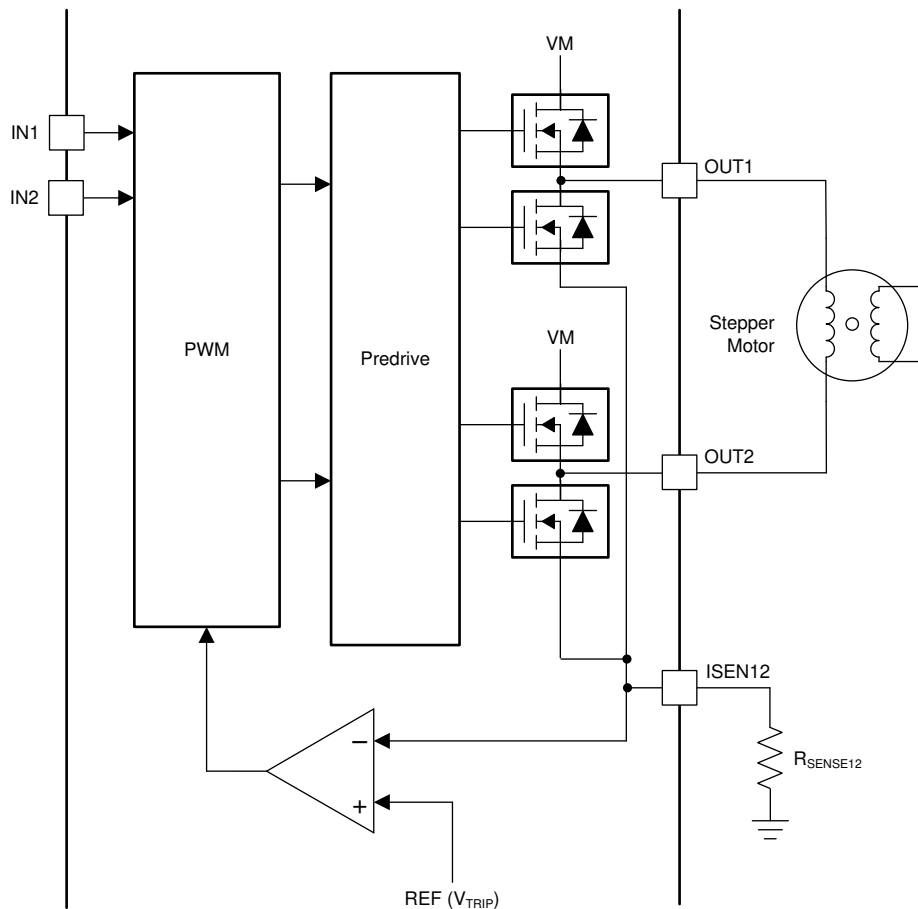 VM
IN1
OUT1
IN2
Stepper
Motor
PWM
Predrive
VM
OUT2
ISEN12
−
+
RSENSE12
REF (VTRIP)